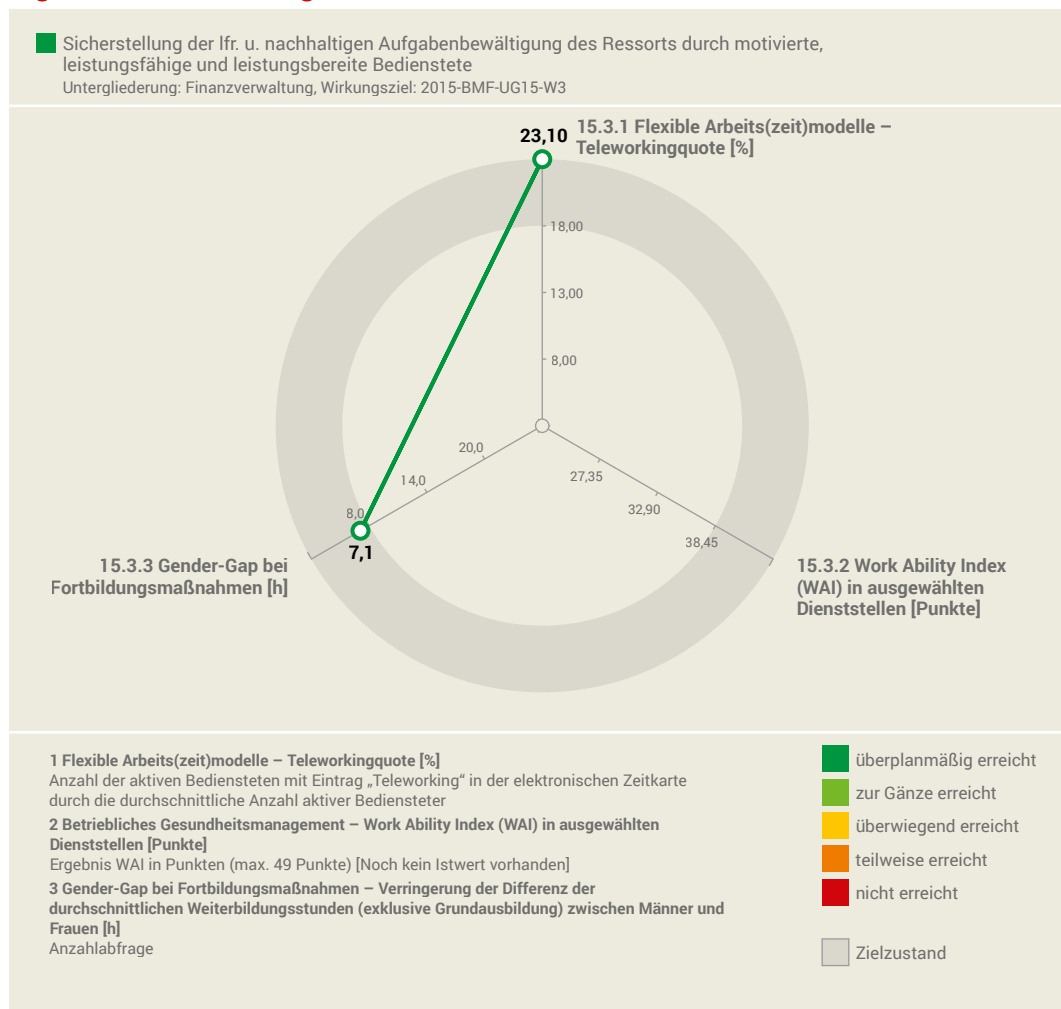 Sicherstellung der lfr. u. nachhaltigen Aufgabenbewältigung des Ressorts durch motivierte,
leistungsfähige und leistungsbereite Bedienstete
Untergliederung: Finanzverwaltung, Wirkungsziel: 2015-BMF-UG15-W3
23,10
15.3.1 Flexible Arbeits(zeit)modelle –
Teleworkingquote [%]
18,00
13,00
8,00
20,0
14,0
8,0
7,1
27,35
32,90
38,45
15.3.3 Gender-Gap bei
Fortbildungsmaßnahmen [h]
15.3.2 Work Ability Index
(WAI) in ausgewählten
Dienststellen [Punkte]
1 Flexible Arbeits(zeit)modelle – Teleworkingquote [%]
Anzahl der aktiven Bediensteten mit Eintrag „Teleworking“ in der elektronischen Zeitkarte
durch die durchschnittliche Anzahl aktiver Bediensteter
2 Betriebliches Gesundheitsmanagement – Work Ability Index (WAI) in ausgewählten
Dienststellen [Punkte]
Ergebnis WAI in Punkten (max. 49 Punkte) [Noch kein Istwert vorhanden]
3 Gender-Gap bei Fortbildungsmaßnahmen – Verringerung der Differenz der
durchschnittlichen Weiterbildungsstunden (exklusive Grundausbildung) zwischen Männer und
Frauen [h]
Anzahlabfrage
überplanmäßig erreicht
zur Gänze erreicht
überwiegend erreicht
teilweise erreicht
nicht erreicht
Zielzustand